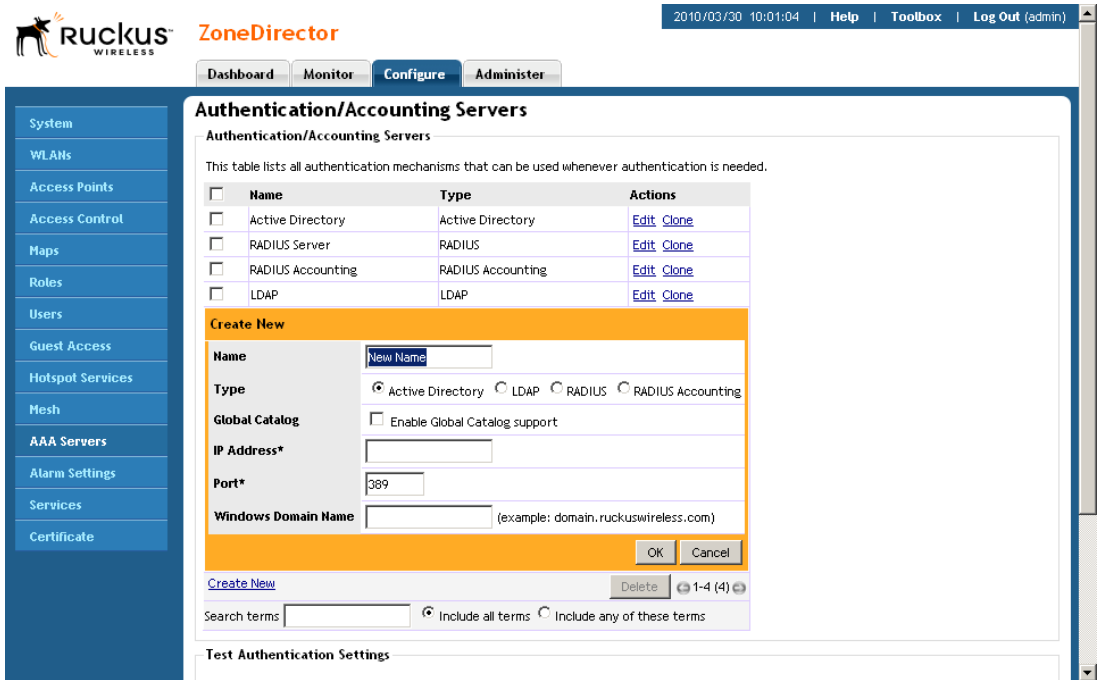 2010/03/30 10:01:04 | Help | Toolbox | Log Out (admin)
Ruckus WIRELESS ZoneDirector
Dashboard Monitor Configure Administer
System
WLANs
Access Points
Access Control
Maps
Roles
Users
Guest Access
Hotspot Services
Mesh
AAA Servers
Alarm Settings
Services
Certificate
Authentication/Accounting Servers
Authentication/Accounting Servers
This table lists all authentication mechanisms that can be used whenever authentication is needed.
Name Type Actions
Active Directory Active Directory Edit Clone
RADIUS Server RADIUS Edit Clone
RADIUS Accounting RADIUS Accounting Edit Clone
LDAP LDAP Edit Clone
Create New
Name New Name
Type Active Directory LDAP RADIUS RADIUS Accounting
Global Catalog Enable Global Catalog support
IP Address*
Port* 389
Windows Domain Name (example: domain.ruckuswireless.com)
OK Cancel
Create New Delete 1-4 (4)
Search terms Include all terms Include any of these terms
Test Authentication Settings